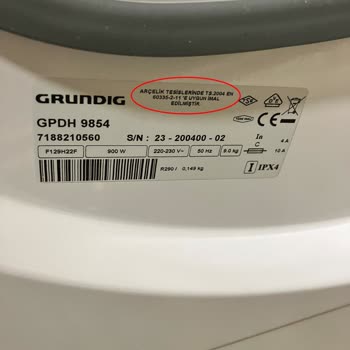 ARÇELİK TESİSLERİNDE TS.2004 EN
60335-2-11 'E UYGUN İMAL
EDİLMİŞTİR
GRUNDIG
TSE
CE
GPDH 9854
7188210560 S/N : 23 - 200400 - 02
F129H22F 900 W 220-230 V~ 50 Hz 9.0 kg
Ia 4 A
C 10 A
R290 / 0,149 kg
I IPX4